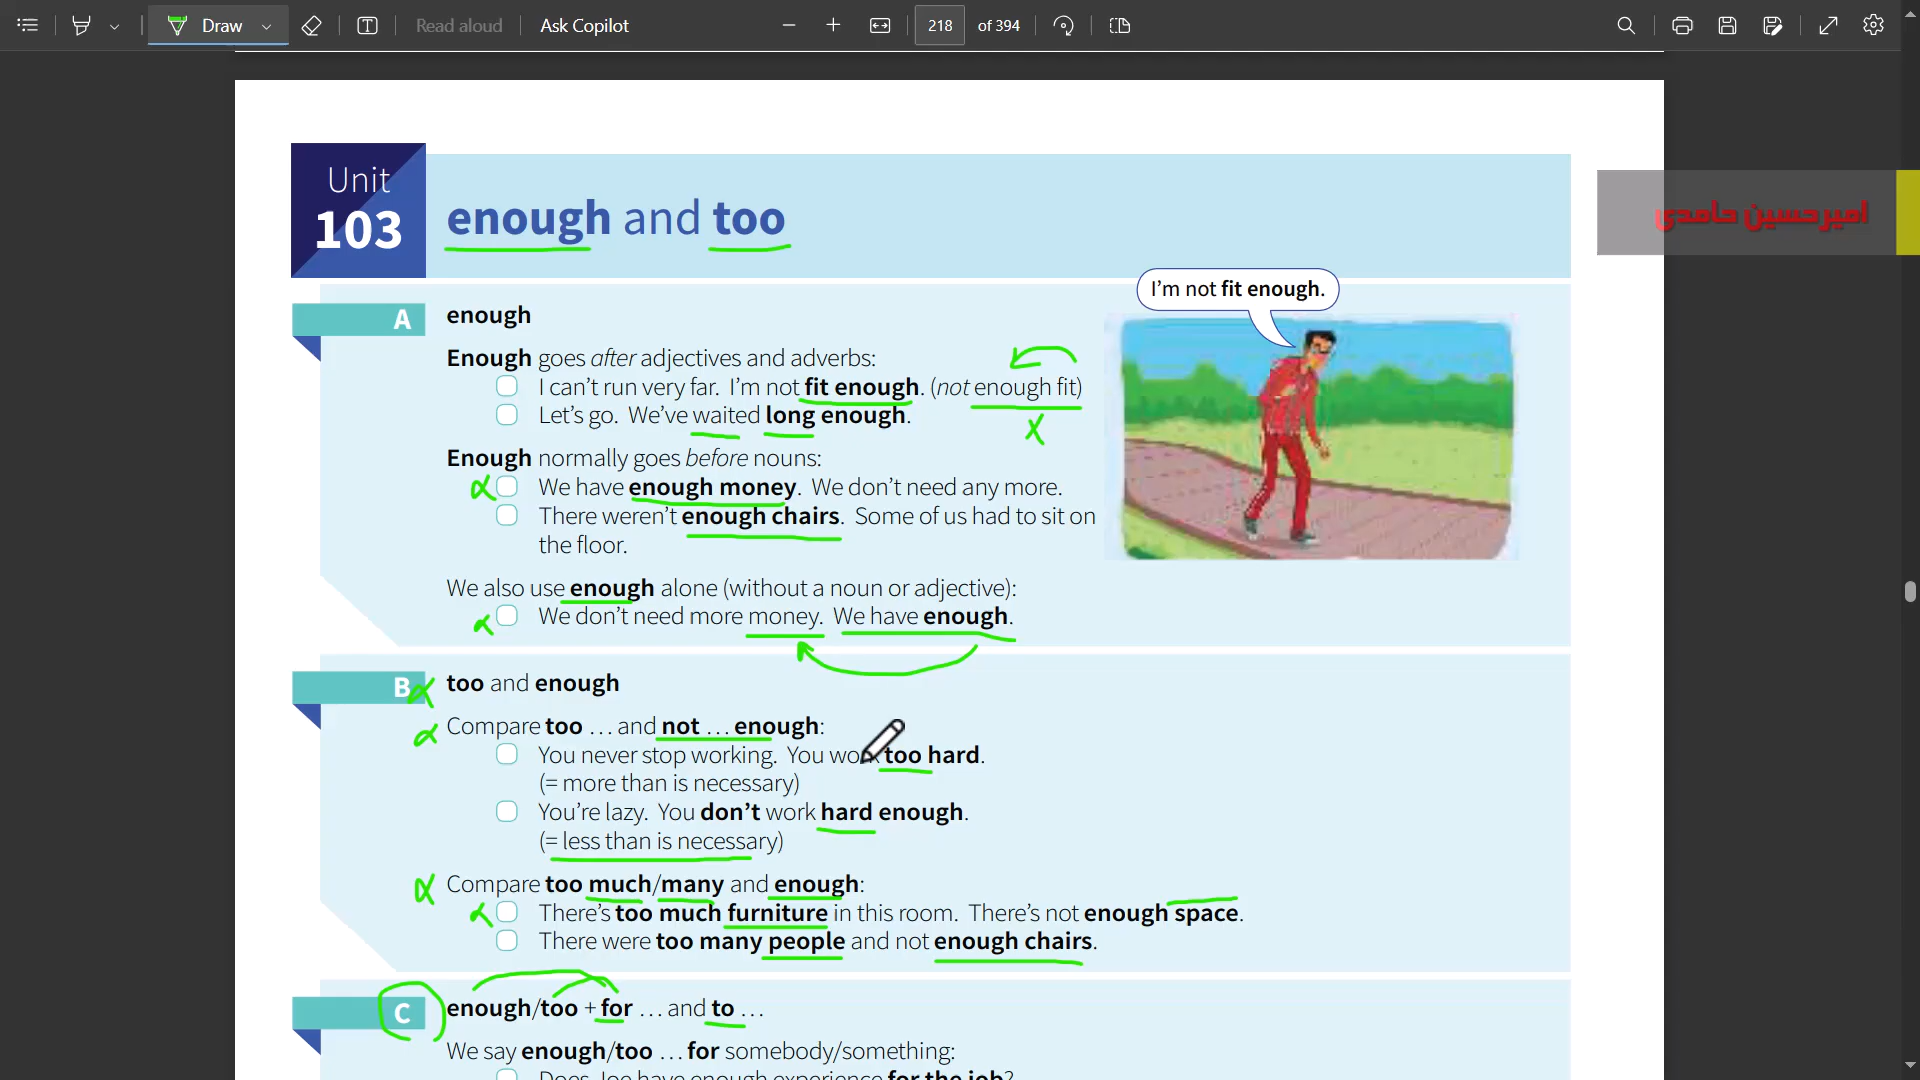 Draw
Read aloud
Ask Copilot
218
of 394
Unit
103
enough and too
امیرحسین حامدی
I'm not fit enough.
A
enough
Enough goes after adjectives and adverbs:
I can't run very far. I'm not fit enough. (not enough fit)
Let's go. We've waited long enough.
X
Enough normally goes before nouns:
We have enough money. We don't need any more.
There weren't enough chairs. Some of us had to sit on
the floor.
We also use enough alone (without a noun or adjective):
We don't need more money. We have enough.
B
too and enough
Compare too ... and not ... enough:
You never stop working. You work too hard.
(= more than is necessary)
You're lazy. You don't work hard enough.
(= less than is necessary)
Compare too much/many and enough:
There's too much furniture in this room. There's not enough space.
There were too many people and not enough chairs.
C
enough/too + for ... and to ...
We say enough/too ... for somebody/something:
Does Joe have enough experience for the job?